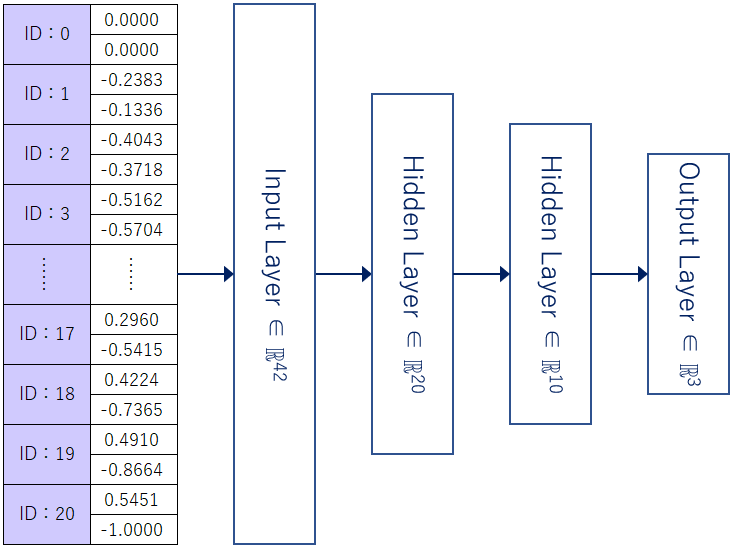 ID：0
0.0000
0.0000
ID：1
-0.2383
-0.1336
ID：2
-0.4043
-0.3718
ID：3
-0.5162
-0.5704
⋮
⋮
ID：17
0.2960
-0.5415
ID：18
0.4224
-0.7365
ID：19
0.4910
-0.8664
ID：20
0.5451
-1.0000
Input Layer ∈ ℝ⁴²
Hidden Layer ∈ ℝ²⁰
Hidden Layer ∈ ℝ¹⁰
Output Layer ∈ ℝ³